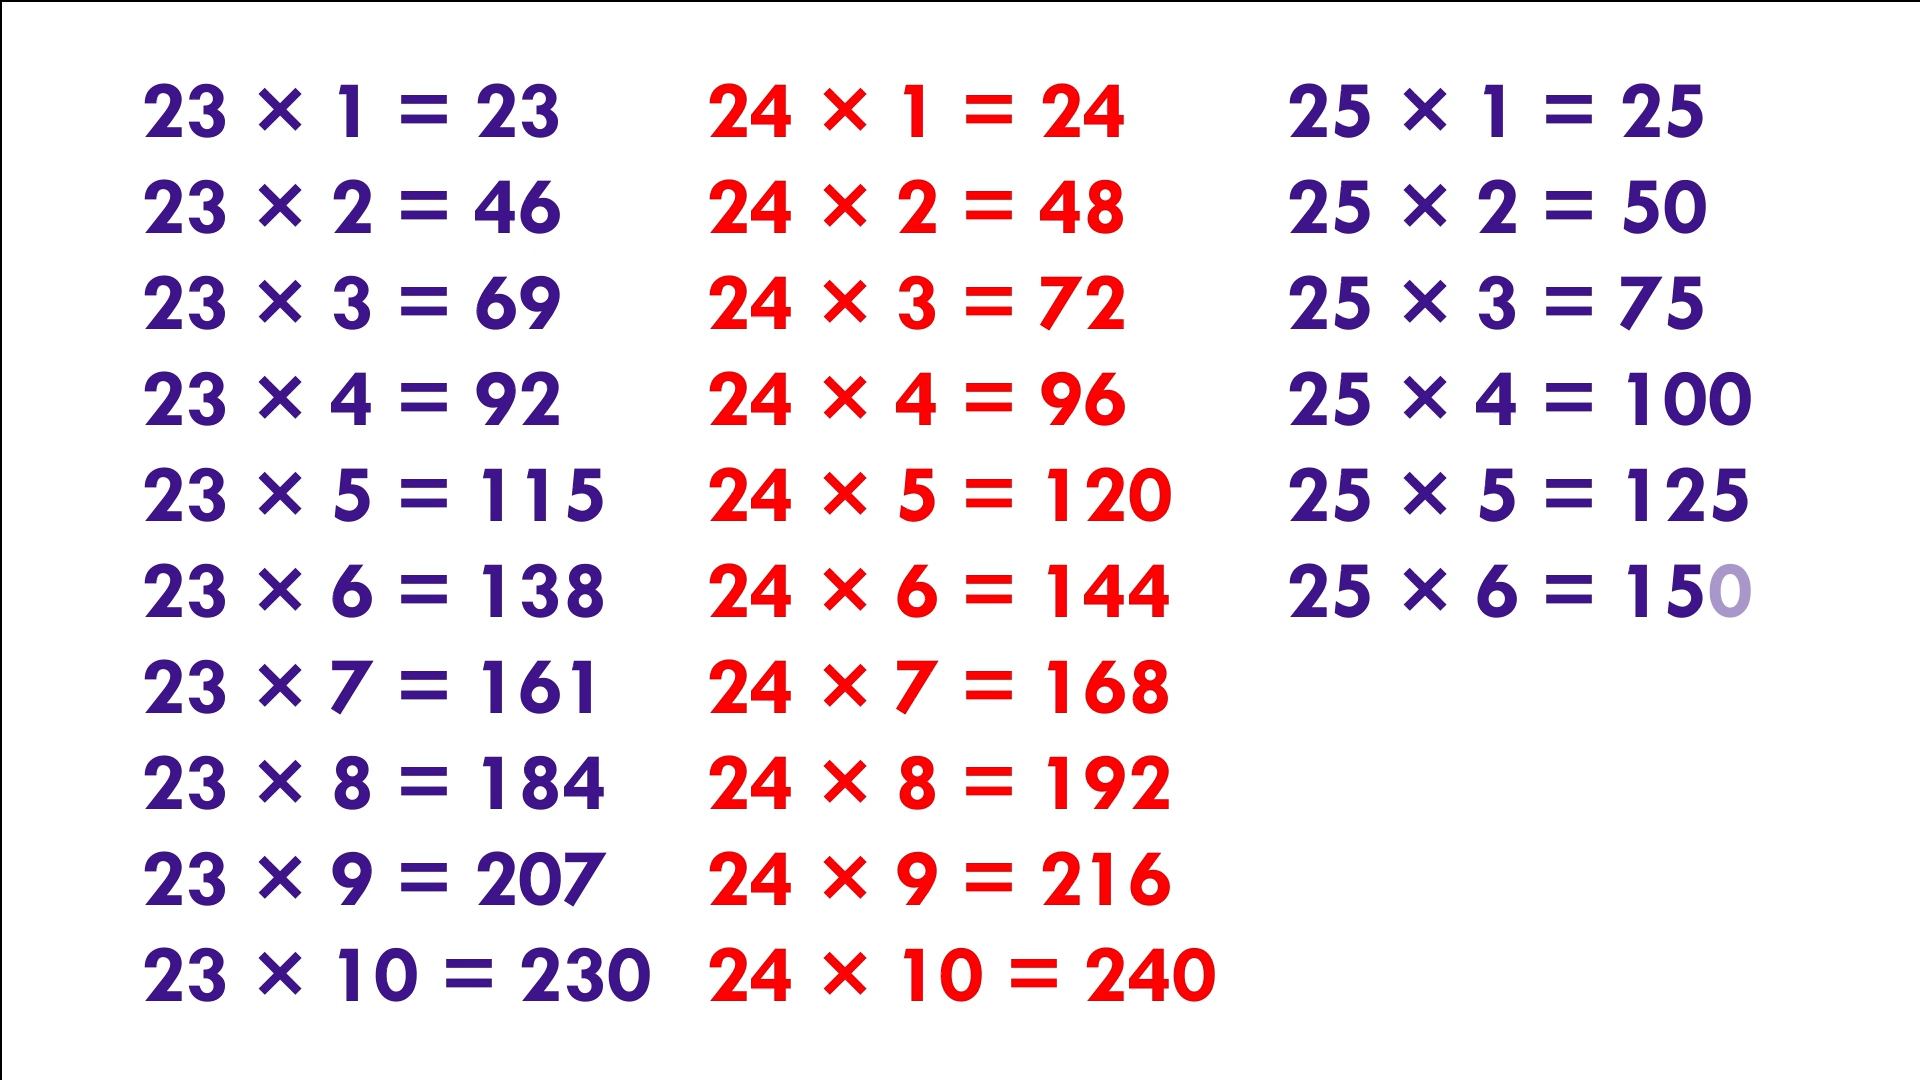 23 × 1 = 23
23 × 2 = 46
23 × 3 = 69
23 × 4 = 92
23 × 5 = 115
23 × 6 = 138
23 × 7 = 161
23 × 8 = 184
23 × 9 = 207
23 × 10 = 230
24 × 1 = 24
24 × 2 = 48
24 × 3 = 72
24 × 4 = 96
24 × 5 = 120
24 × 6 = 144
24 × 7 = 168
24 × 8 = 192
24 × 9 = 216
24 × 10 = 240
25 × 1 = 25
25 × 2 = 50
25 × 3 = 75
25 × 4 = 100
25 × 5 = 125
25 × 6 = 150